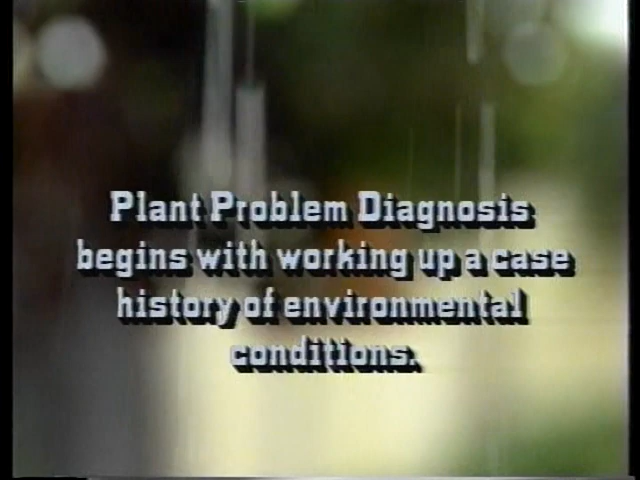 Plant Problem Diagnosis
begins with working up a case
history of environmental
conditions.